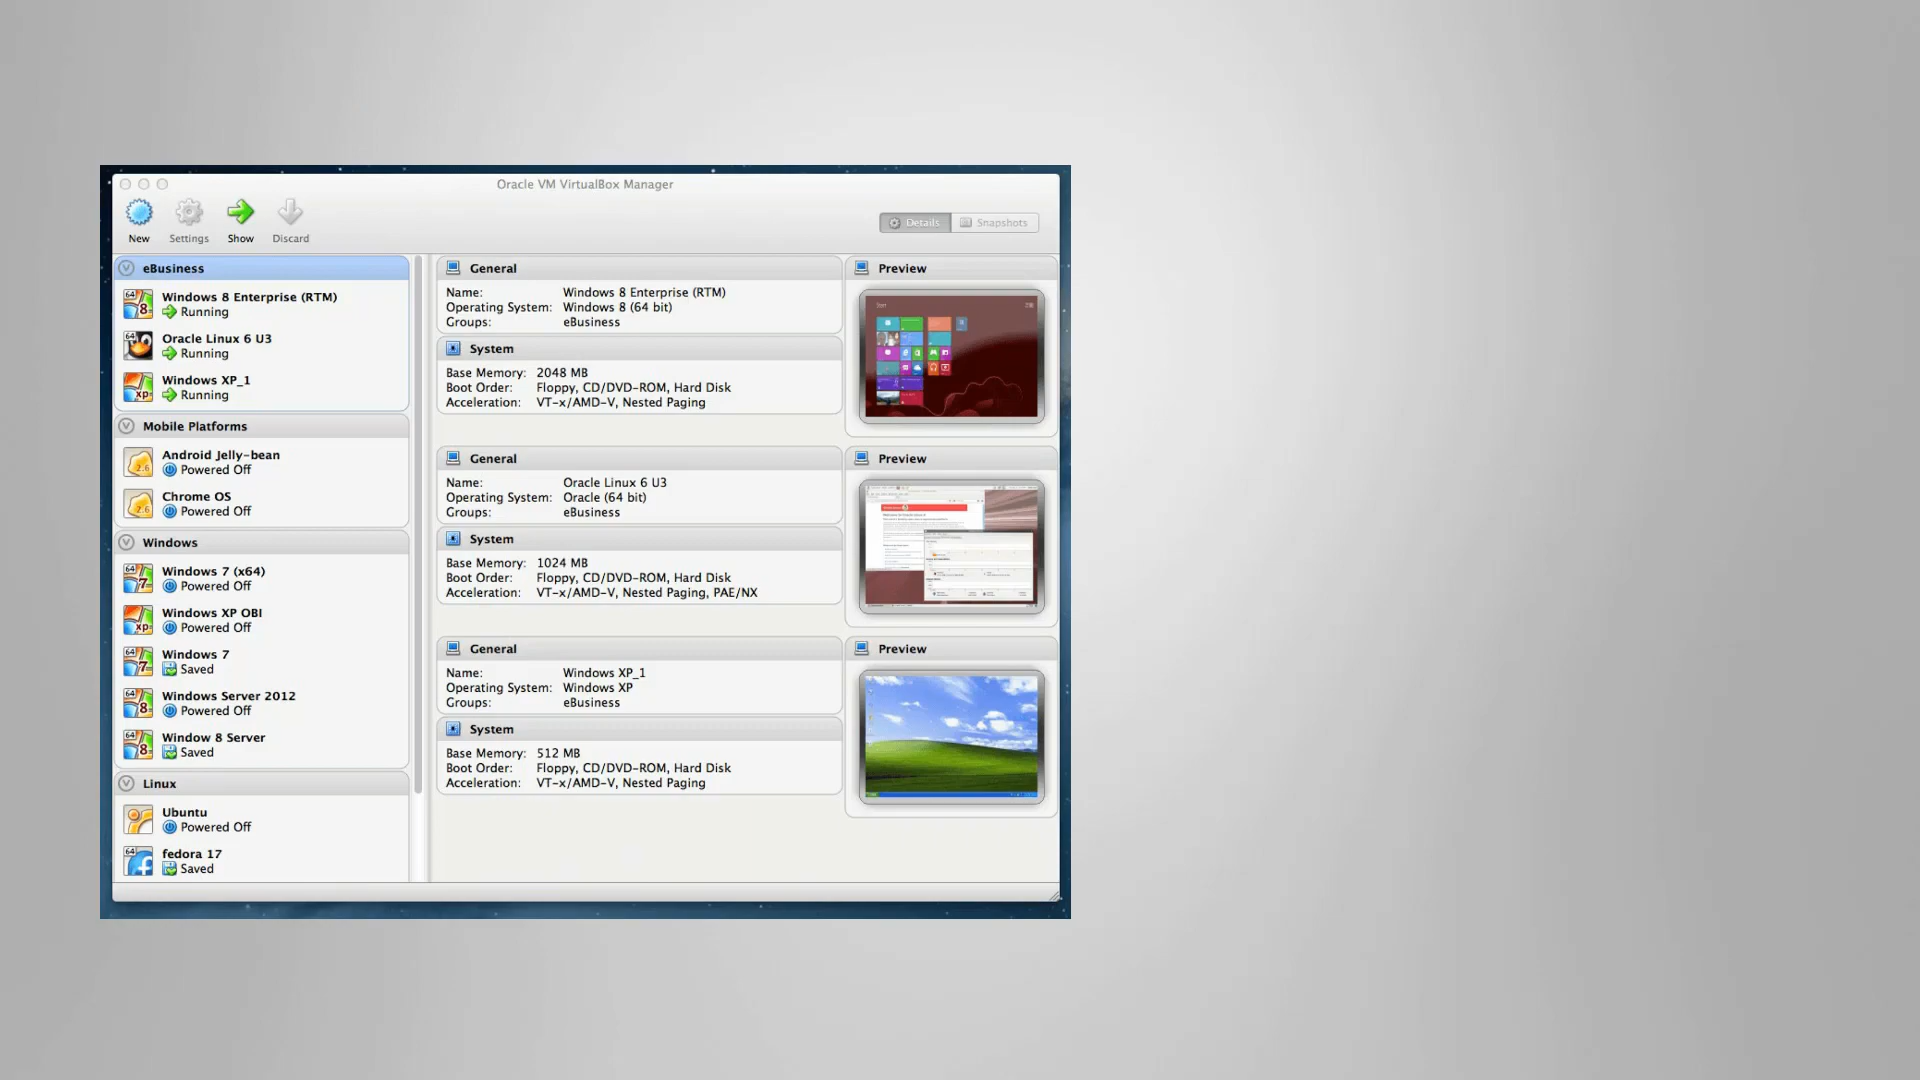 Oracle VM VirtualBox Manager
New
Settings
Show
Discard
Details
Snapshots
eBusiness
Windows 8 Enterprise (RTM)
Running
Oracle Linux 6 U3
Running
Windows XP_1
Running
Mobile Platforms
Android Jelly-bean
Powered Off
Chrome OS
Powered Off
Windows
Windows 7 (x64)
Powered Off
Windows XP OBI
Powered Off
Windows 7
Saved
Windows Server 2012
Powered Off
Window 8 Server
Saved
Linux
Ubuntu
Powered Off
fedora 17
Saved
General
Name: Windows 8 Enterprise (RTM)
Operating System: Windows 8 (64 bit)
Groups: eBusiness
System
Base Memory: 2048 MB
Boot Order: Floppy, CD/DVD-ROM, Hard Disk
Acceleration: VT-x/AMD-V, Nested Paging
Preview
General
Name: Oracle Linux 6 U3
Operating System: Oracle (64 bit)
Groups: eBusiness
System
Base Memory: 1024 MB
Boot Order: Floppy, CD/DVD-ROM, Hard Disk
Acceleration: VT-x/AMD-V, Nested Paging, PAE/NX
Preview
General
Name: Windows XP_1
Operating System: Windows XP
Groups: eBusiness
System
Base Memory: 512 MB
Boot Order: Floppy, CD/DVD-ROM, Hard Disk
Acceleration: VT-x/AMD-V, Nested Paging
Preview